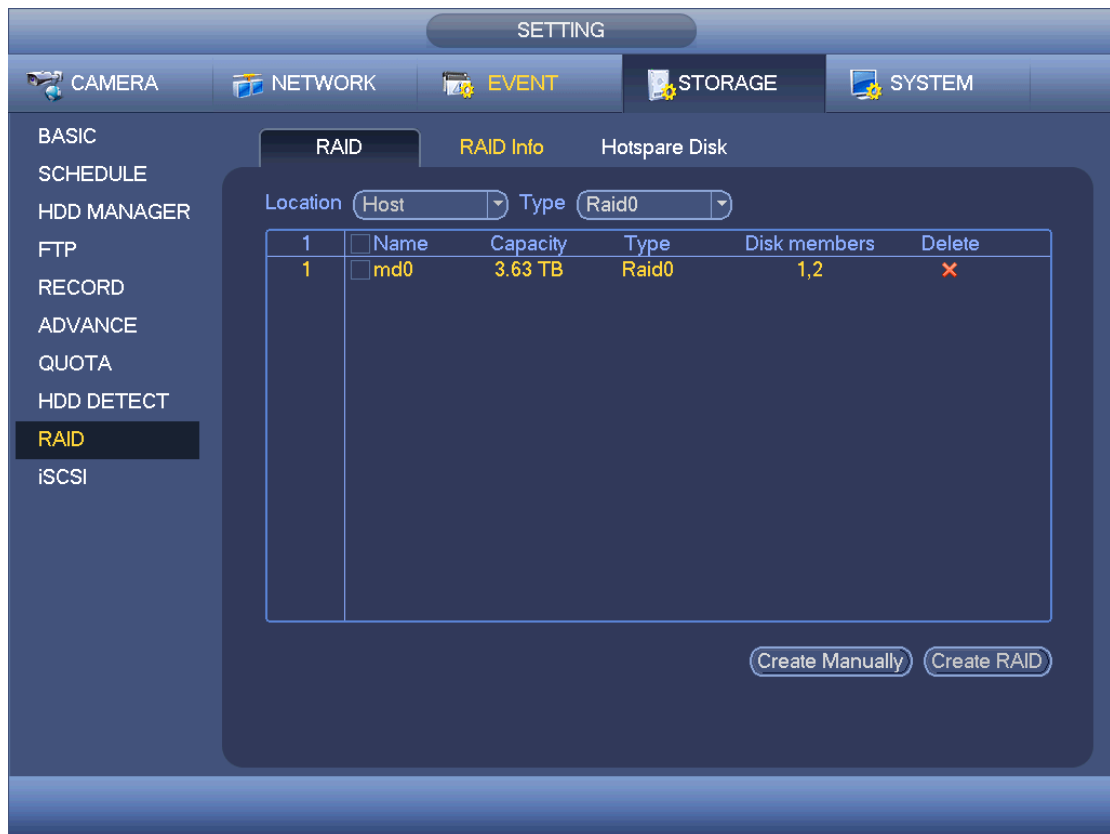 SETTING
CAMERA NETWORK EVENT STORAGE SYSTEM
BASIC
SCHEDULE
HDD MANAGER
FTP
RECORD
ADVANCE
QUOTA
HDD DETECT
RAID
iSCSI
RAID RAID Info Hotspare Disk
Location Host Type Raid0
1 Name Capacity Type Disk members Delete
1 md0 3.63 TB Raid0 1,2
Create Manually Create RAID